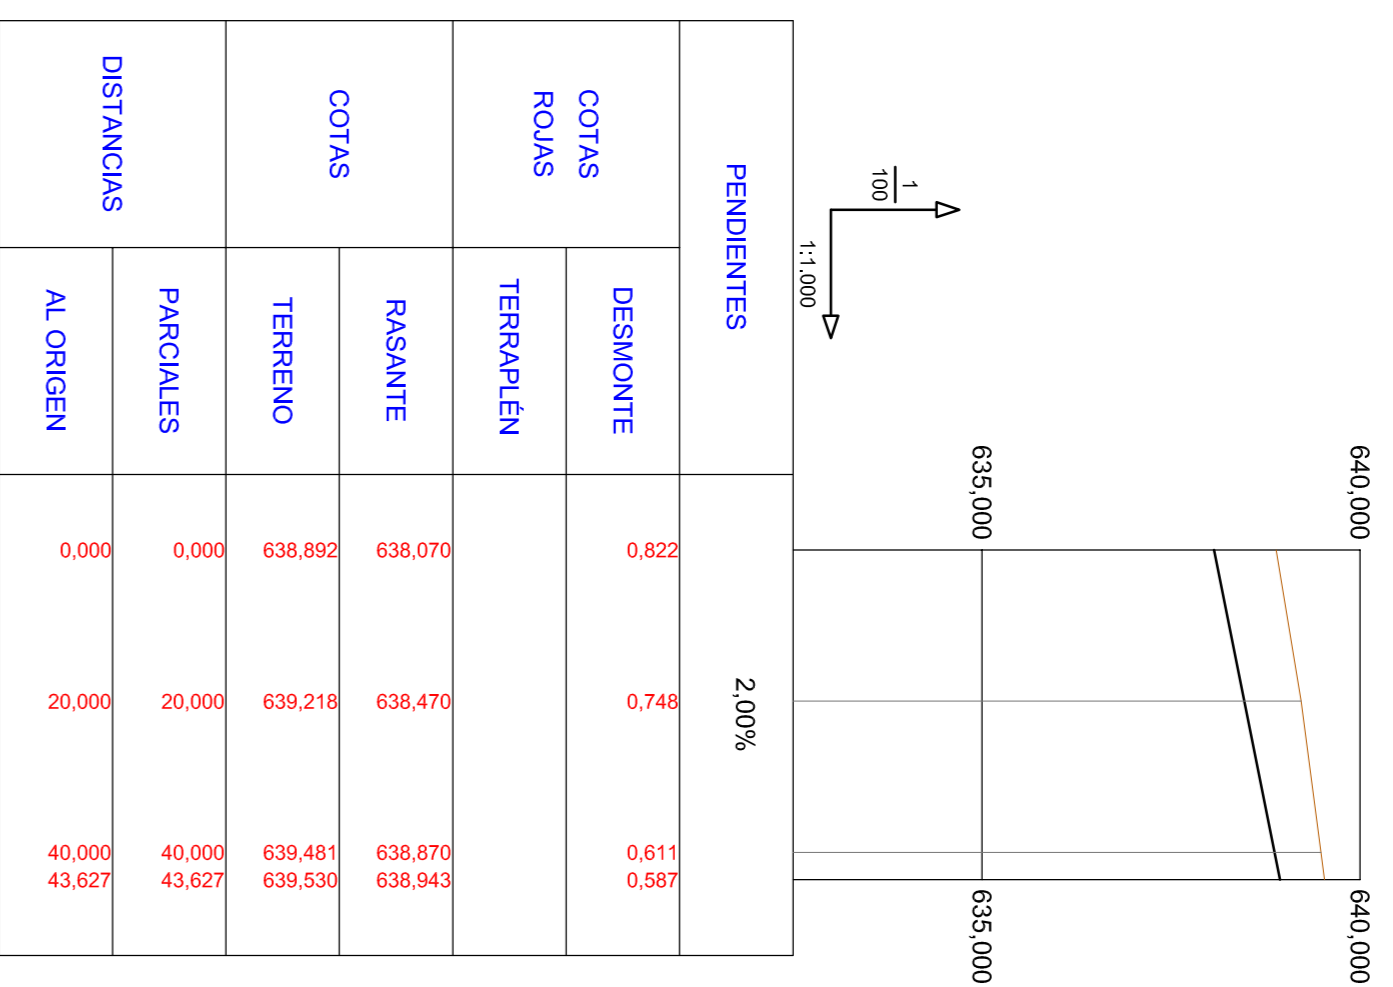 640,000
640,000
635,000
635,000
1
100
1:1.000
PENDIENTES
2,00%
COTAS
ROJAS
DESMONTE
0,822
0,748
0,611
0,587
TERRAPLÉN
COTAS
RASANTE
638,070
638,470
638,870
638,943
TERRENO
638,892
639,218
639,481
639,530
DISTANCIAS
PARCIALES
0,000
20,000
40,000
43,627
AL ORIGEN
0,000
20,000
40,000
43,627